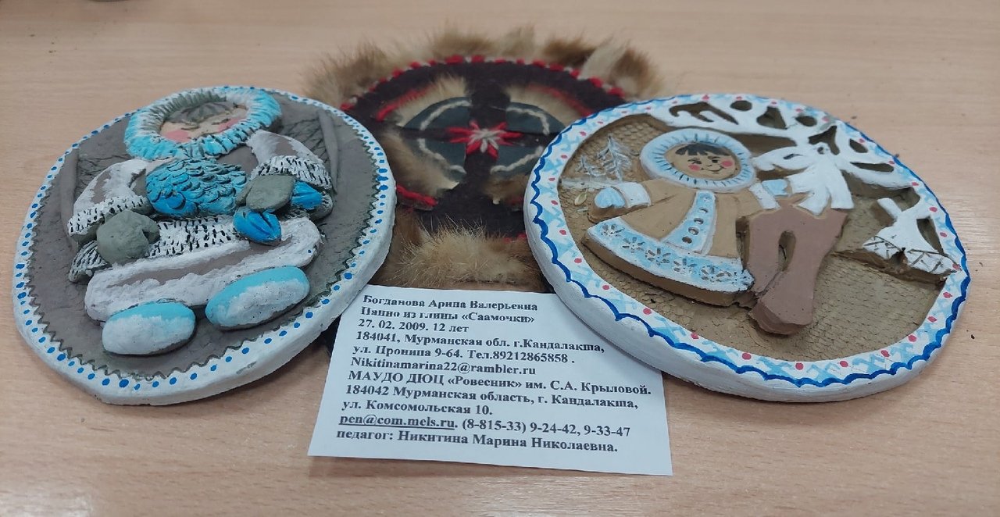 Богданова Арина Валерьевна
Панно из глины «Саамочки»
27. 02. 2009. 12 лет
184041, Мурманская обл. г.Кандалакша,
ул. Пронина 9-64. Тел.89212865858 .
Nikitinamarina22@rambler.ru
МАУДО ДЮЦ «Ровесник» им. С.А. Крыловой.
184042 Мурманская область, г. Кандалакша,
ул. Комсомольская 10.
pen@com.mels.ru. (8-815-33) 9-24-42, 9-33-47
педагог: Никитина Марина Николаевна.